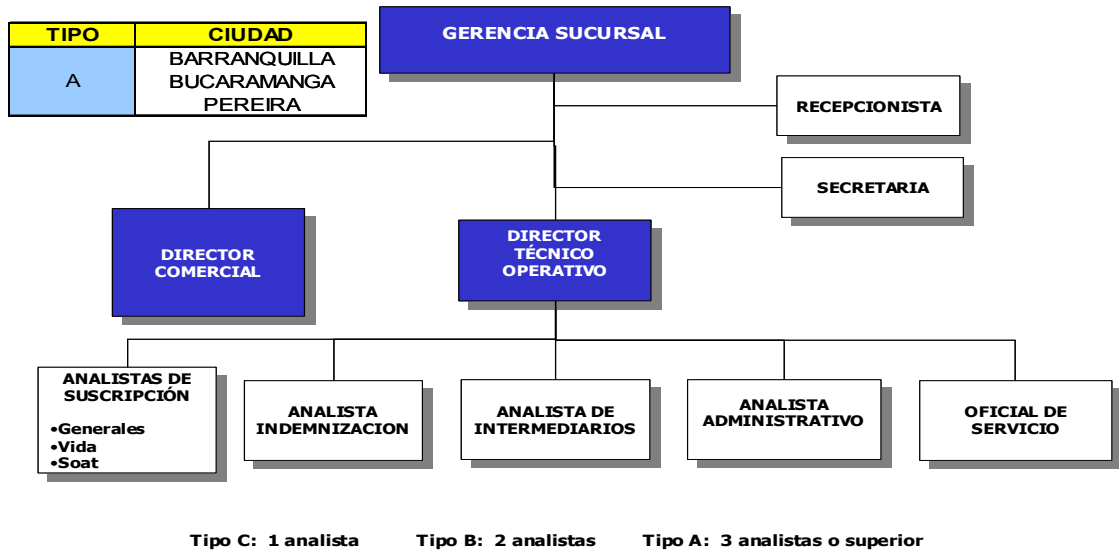 TIPO CIUDAD
A
BARRANQUILLA
BUCARAMANGA
PEREIRA
GERENCIA SUCURSAL
RECEPCIONISTA
SECRETARIA
DIRECTOR
COMERCIAL
DIRECTOR
TÉCNICO
OPERATIVO
ANALISTAS DE
SUSCRIPCIÓN
•Generales
•Vida
•Soat
ANALISTA
INDEMNIZACION
ANALISTA DE
INTERMEDIARIOS
ANALISTA
ADMINISTRATIVO
OFICIAL DE
SERVICIO
Tipo C: 1 analista Tipo B: 2 analistas Tipo A: 3 analistas o superior